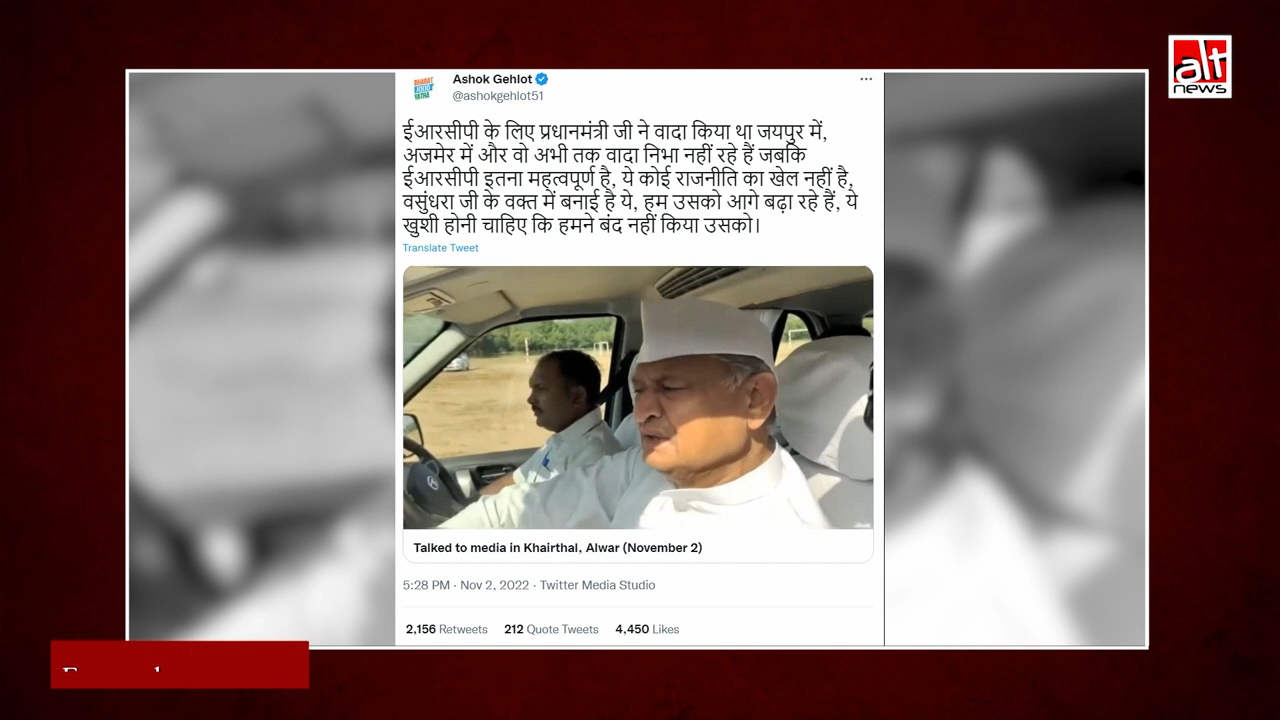 alt
news
BHARAT
JODO
YATRA
Ashok Gehlot
@ashokgehlot51
ईआरसीपी के लिए प्रधानमंत्री जी ने वादा किया था जयपुर में,
अजमेर में और वो अभी तक वादा निभा नहीं रहे हैं जबकि
ईआरसीपी इतना महत्वपूर्ण है, ये कोई राजनीति का खेल नहीं है,
वसुंधरा जी के वक्त में बनाई है ये, हम उसको आगे बढ़ा रहे हैं, ये
खुशी होनी चाहिए कि हमने बंद नहीं किया उसको।
Translate Tweet
Talked to media in Khairthal, Alwar (November 2)
5:28 PM · Nov 2, 2022 · Twitter Media Studio
2,156 Retweets 212 Quote Tweets 4,450 Likes